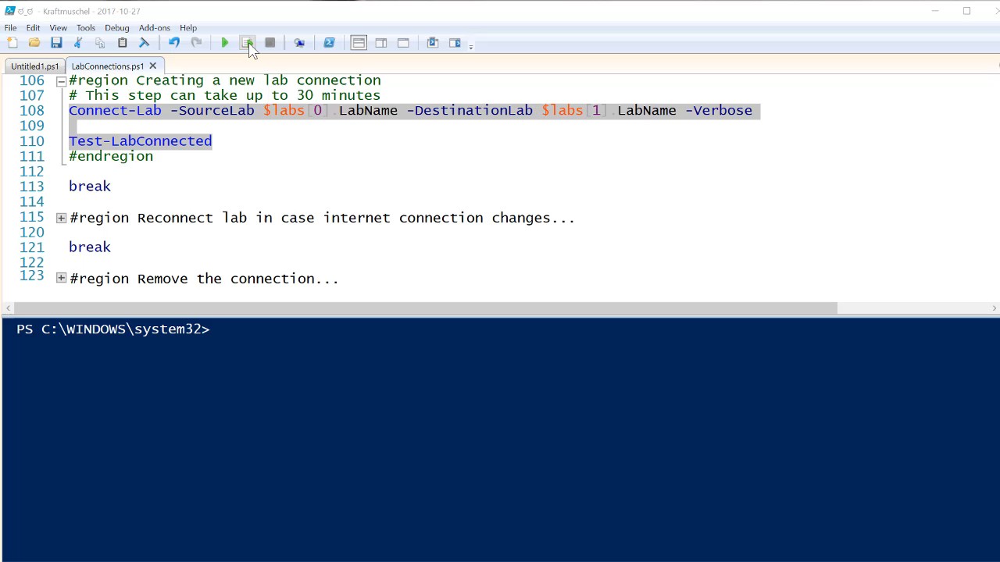 ಠ_ಠ - Kraftmuschel - 2017-10-27
File Edit View Tools Debug Add-ons Help
Untitled1.ps1 LabConnections.ps1
106 #region Creating a new lab connection
107 # This step can take up to 30 minutes
108 Connect-Lab -SourceLab $labs[0].LabName -DestinationLab $labs[1].LabName -Verbose
109
110 Test-LabConnected
111 #endregion
112
113 break
114
115 #region Reconnect lab in case internet connection changes...
120
121 break
122
123 #region Remove the connection...
PS C:\WINDOWS\system32>